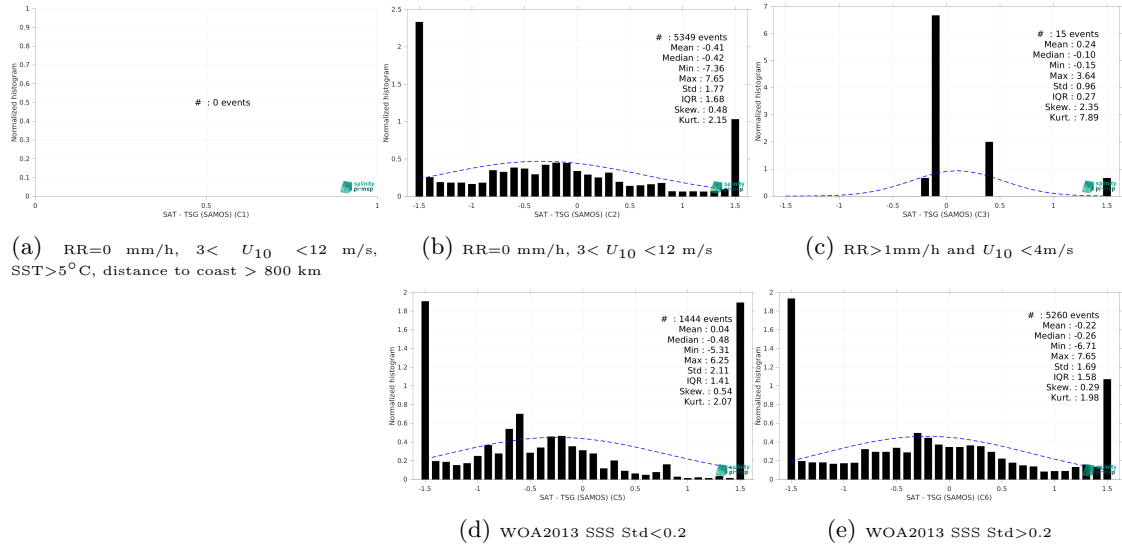 1
0.9
0.8
0.7
0.6
0.5
0.4
0.3
0.2
0.1
0
Normalized histogram
# : 0 events
salinity
pi-mep
0
0.5
1
SAT - TSG (SAMOS) (C1)
(a) RR=0 mm/h, 3< U10 <12 m/s,
SST>5°C, distance to coast > 800 km
2.5
2
1.5
1
0.5
0
Normalized histogram
# : 5349 events
Mean : -0.41
Median : -0.42
Min : -7.36
Max : 7.65
Std : 1.77
IQR : 1.68
Skew. : 0.48
Kurt. : 2.15
salinity
pi-mep
-1.5
-1
-0.5
0
0.5
1
1.5
SAT - TSG (SAMOS) (C2)
(b) RR=0 mm/h, 3< U10 <12 m/s
7
6
5
4
3
2
1
0
Normalized histogram
# : 15 events
Mean : 0.24
Median : -0.10
Min : -0.15
Max : 3.64
Std : 0.96
IQR : 0.27
Skew. : 2.35
Kurt. : 7.89
salinity
pi-mep
-1.5
-1
-0.5
0
0.5
1
1.5
SAT - TSG (SAMOS) (C3)
(c) RR>1mm/h and U10 <4m/s
2
1.8
1.6
1.4
1.2
1
0.8
0.6
0.4
0.2
0
Normalized histogram
# : 1444 events
Mean : 0.04
Median : -0.48
Min : -5.31
Max : 6.25
Std : 2.11
IQR : 1.41
Skew. : 0.54
Kurt. : 2.07
-1.5
-1
-0.5
0
0.5
1
1.5
SAT - TSG (SAMOS) (C5)
(d) WOA2013 SSS Std<0.2
2
1.8
1.6
1.4
1.2
1
0.8
0.6
0.4
0.2
0
Normalized histogram
# : 5260 events
Mean : -0.22
Median : -0.26
Min : -6.71
Max : 7.65
Std : 1.69
IQR : 1.58
Skew. : 0.29
Kurt. : 1.98
-1.5
-1
-0.5
0
0.5
1
1.5
SAT - TSG (SAMOS) (C6)
(e) WOA2013 SSS Std>0.2